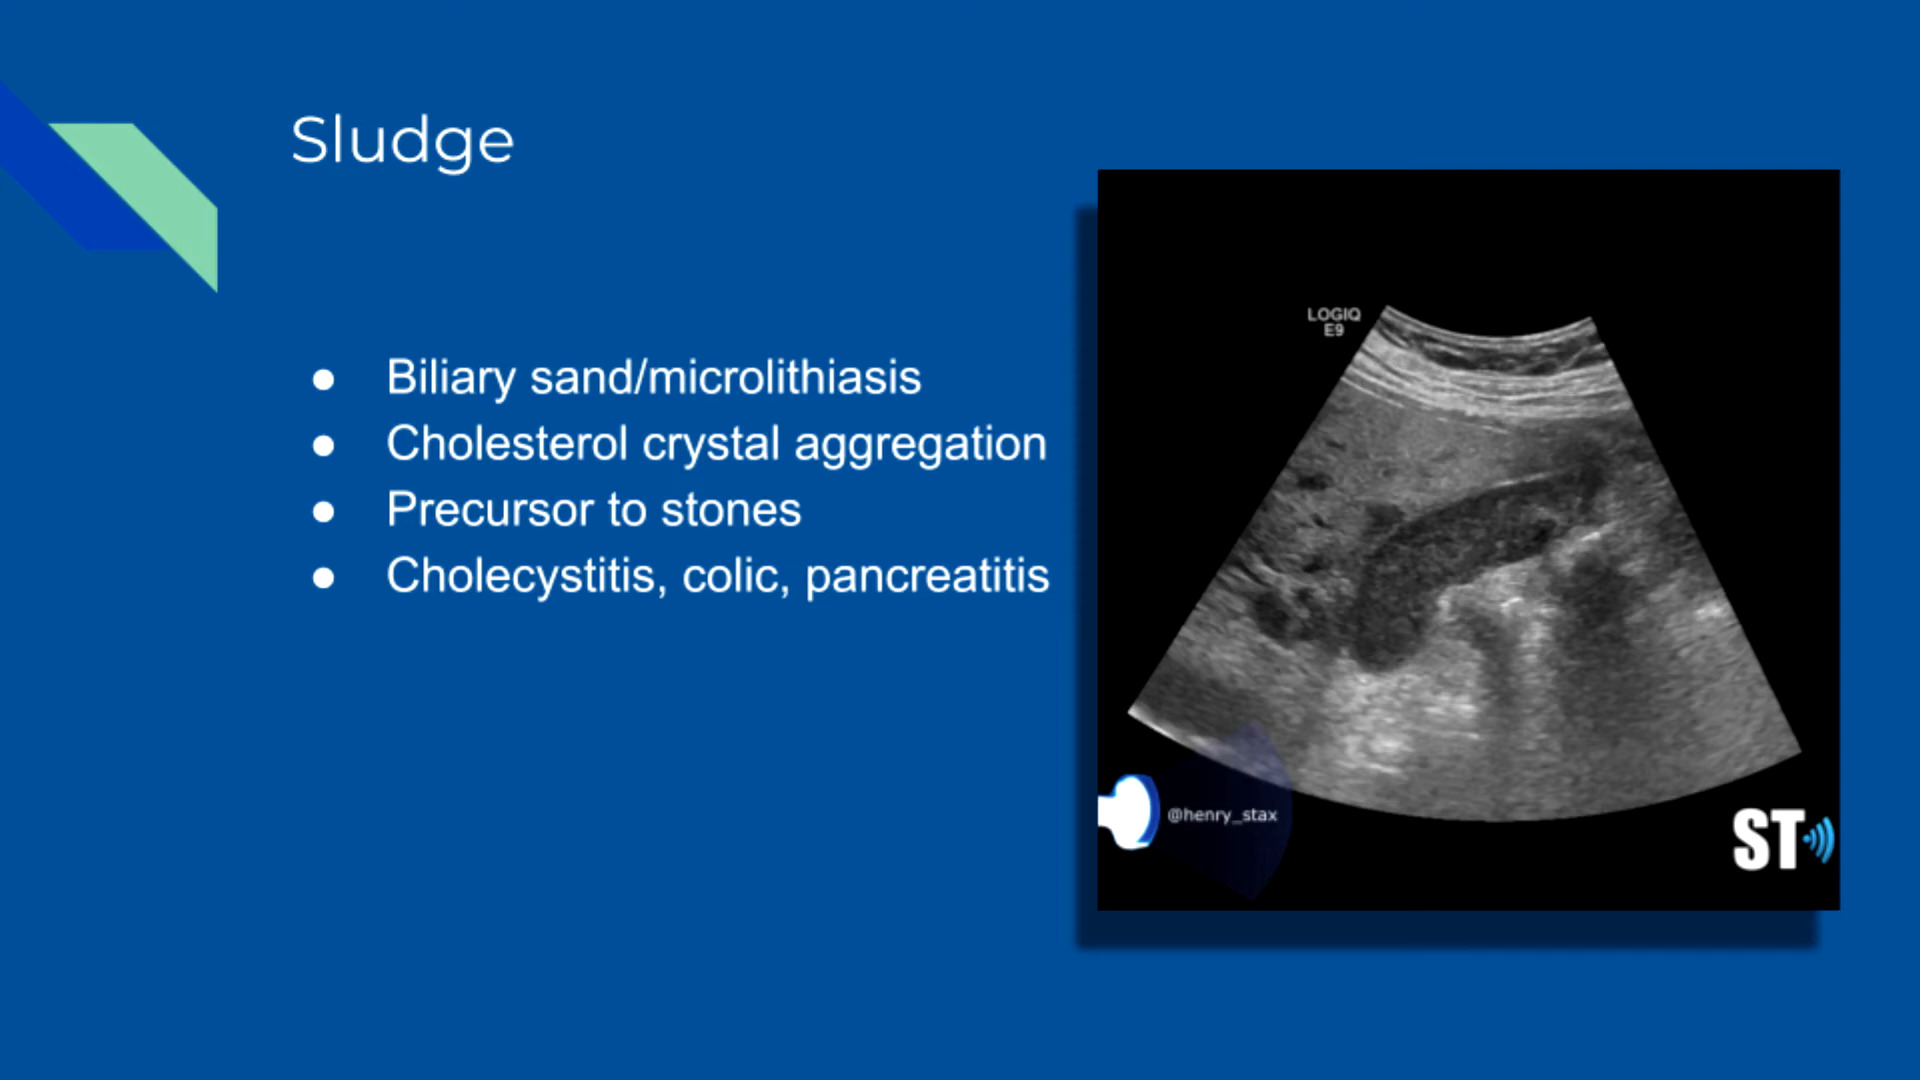 Sludge
Biliary sand/microlithiasis
Cholesterol crystal aggregation
Precursor to stones
Cholecystitis, colic, pancreatitis
LOGIQ
E9
@henry_stax
ST